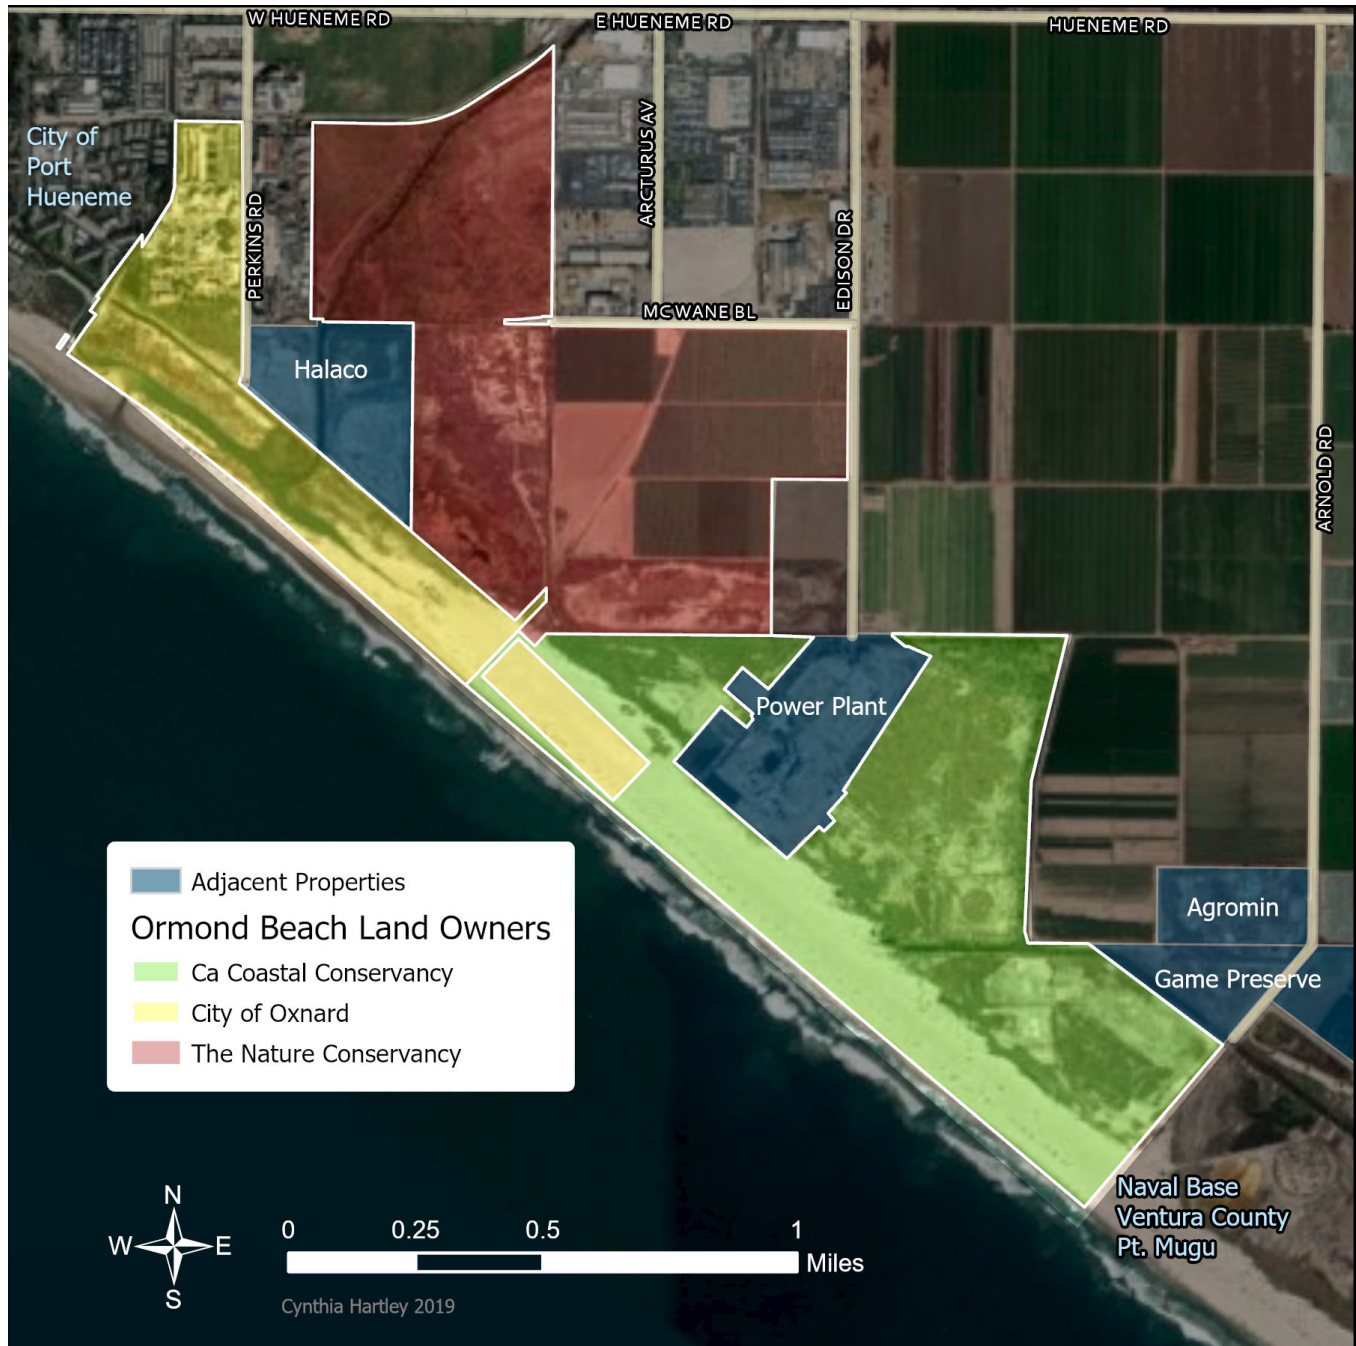 W HUENEME RD
E HUENEME RD
HUENEME RD
City of
Port
Hueneme
PERKINS RD
ARCTURUS AV
EDISON DR
MC WANE BL
ARNOLD RD
Halaco
Power Plant
Agromin
Game Preserve
Adjacent Properties
Ormond Beach Land Owners
Ca Coastal Conservancy
City of Oxnard
The Nature Conservancy
Naval Base
Ventura County
Pt. Mugu
N
W E
S
0 0.25 0.5 1
Miles
Cynthia Hartley 2019